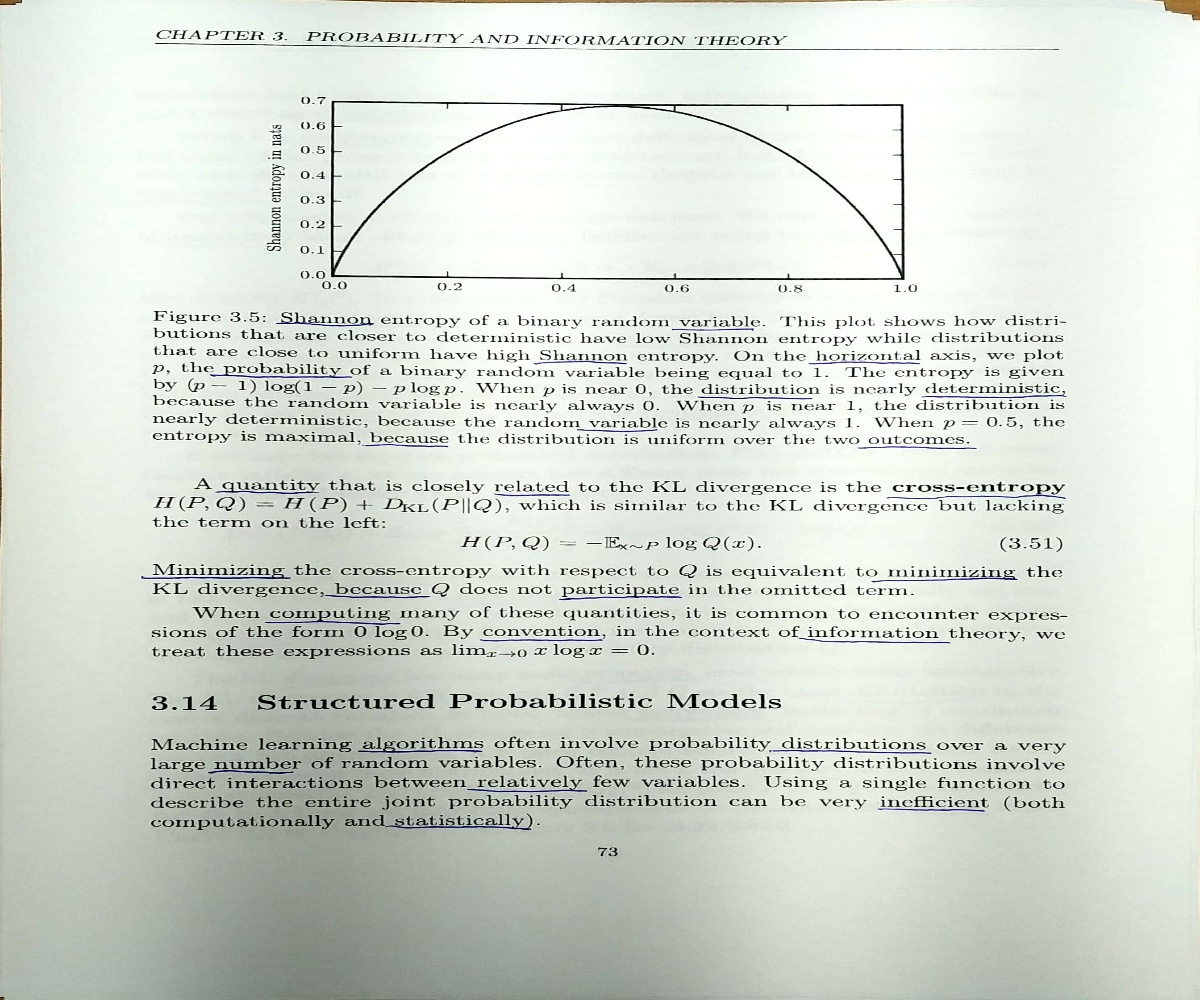 CHAPTER 3. PROBABILITY AND INFORMATION THEORY
0.7
0.6
0.5
0.4
0.3
0.2
0.1
0.0
Shannon entropy in nats
0.0 0.2 0.4 0.6 0.8 1.0
Figure 3.5: Shannon entropy of a binary random variable. This plot shows how distri-
butions that are closer to deterministic have low Shannon entropy while distributions
that are close to uniform have high Shannon entropy. On the horizontal axis, we plot
p, the probability of a binary random variable being equal to 1. The entropy is given
by (p − 1) log(1 − p) − p log p. When p is near 0, the distribution is nearly deterministic,
because the random variable is nearly always 0. When p is near 1, the distribution is
nearly deterministic, because the random variable is nearly always 1. When p = 0.5, the
entropy is maximal, because the distribution is uniform over the two outcomes.
A quantity that is closely related to the KL divergence is the cross-entropy
H(P, Q) = H(P) + D_KL(P||Q), which is similar to the KL divergence but lacking
the term on the left:
H(P, Q) = −𝔼_x∼P log Q(x). (3.51)
Minimizing the cross-entropy with respect to Q is equivalent to minimizing the
KL divergence, because Q does not participate in the omitted term.
When computing many of these quantities, it is common to encounter expres-
sions of the form 0 log 0. By convention, in the context of information theory, we
treat these expressions as lim_x→0 x log x = 0.
3.14 Structured Probabilistic Models
Machine learning algorithms often involve probability distributions over a very
large number of random variables. Often, these probability distributions involve
direct interactions between relatively few variables. Using a single function to
describe the entire joint probability distribution can be very inefficient (both
computationally and statistically).
73